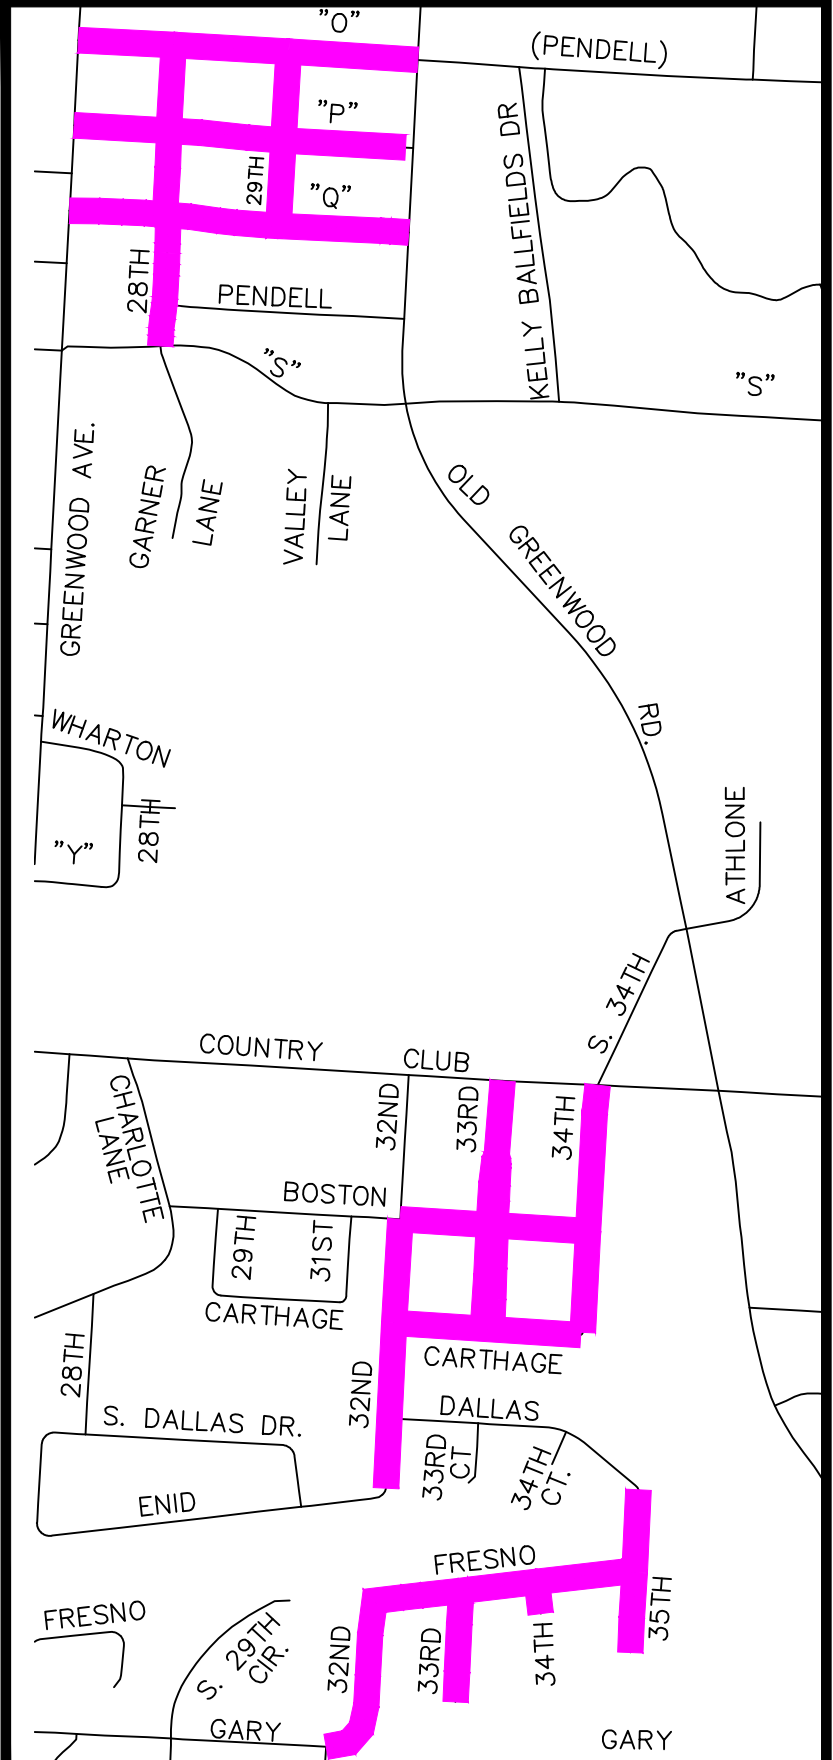 "O"
(PENDELL)
"P"
KELLY BALLFIELDS DR
29TH
"Q"
28TH
PENDELL
"S"
"S"
GREENWOOD AVE.
GARNER
LANE
VALLEY
LANE
OLD GREENWOOD RD.
WHARTON
28TH
"Y"
ATHLONE
S. 34TH
COUNTRY CLUB
CHARLOTTE
LANE
32ND
33RD
34TH
BOSTON
29TH
31ST
CARTHAGE
28TH
32ND
CARTHAGE
S. DALLAS DR.
DALLAS
33RD
CT
34TH
CT.
ENID
FRESNO
FRESNO
S. 29TH
CIR.
32ND
33RD
34TH
35TH
GARY
GARY